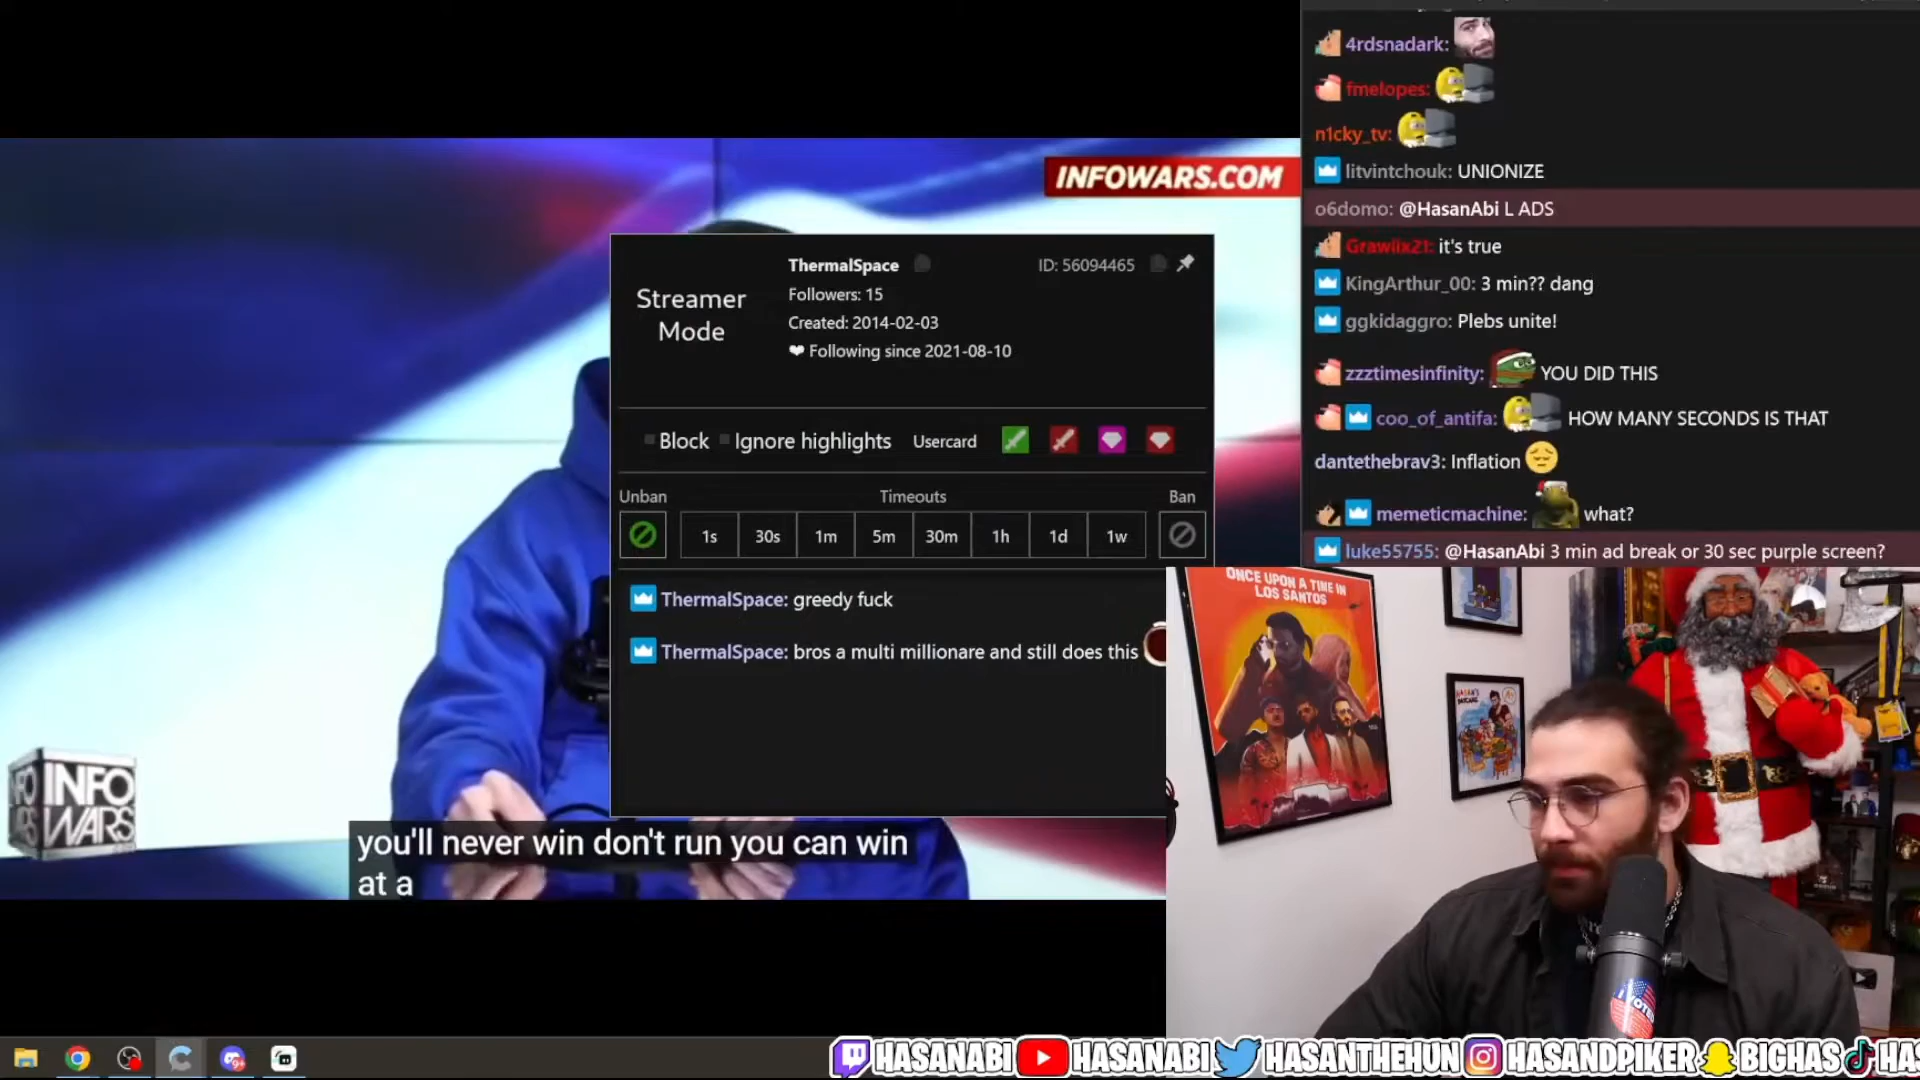 INFOWARS.COM
INFO
WARS
you'll never win don't run you can win
at a
Streamer
Mode
ThermalSpace
ID: 56094465
Followers: 15
Created: 2014-02-03
❤ Following since 2021-08-10
Block
Ignore highlights
Usercard
Unban
Timeouts
Ban
1s 30s 1m 5m 30m 1h 1d 1w
ThermalSpace: greedy fuck
ThermalSpace: bros a multi millionare and still does this
4rdsnadark:
fmelopes:
n1cky_tv:
litvintchouk: UNIONIZE
o6domo: @HasanAbi L ADS
Grawlix21: it's true
KingArthur_00: 3 min?? dang
ggkidaggro: Plebs unite!
zzztimesinfinity: YOU DID THIS
coo_of_antifa: HOW MANY SECONDS IS THAT
dantethebrav3: Inflation
memeticmachine: what?
luke55755: @HasanAbi 3 min ad break or 30 sec purple screen?
ONCE UPON A TIME IN
LOS SANTOS
VOTED
HASANABI HASANABI HASANTHEHUN HASANDPIKER BIGHAS HAS